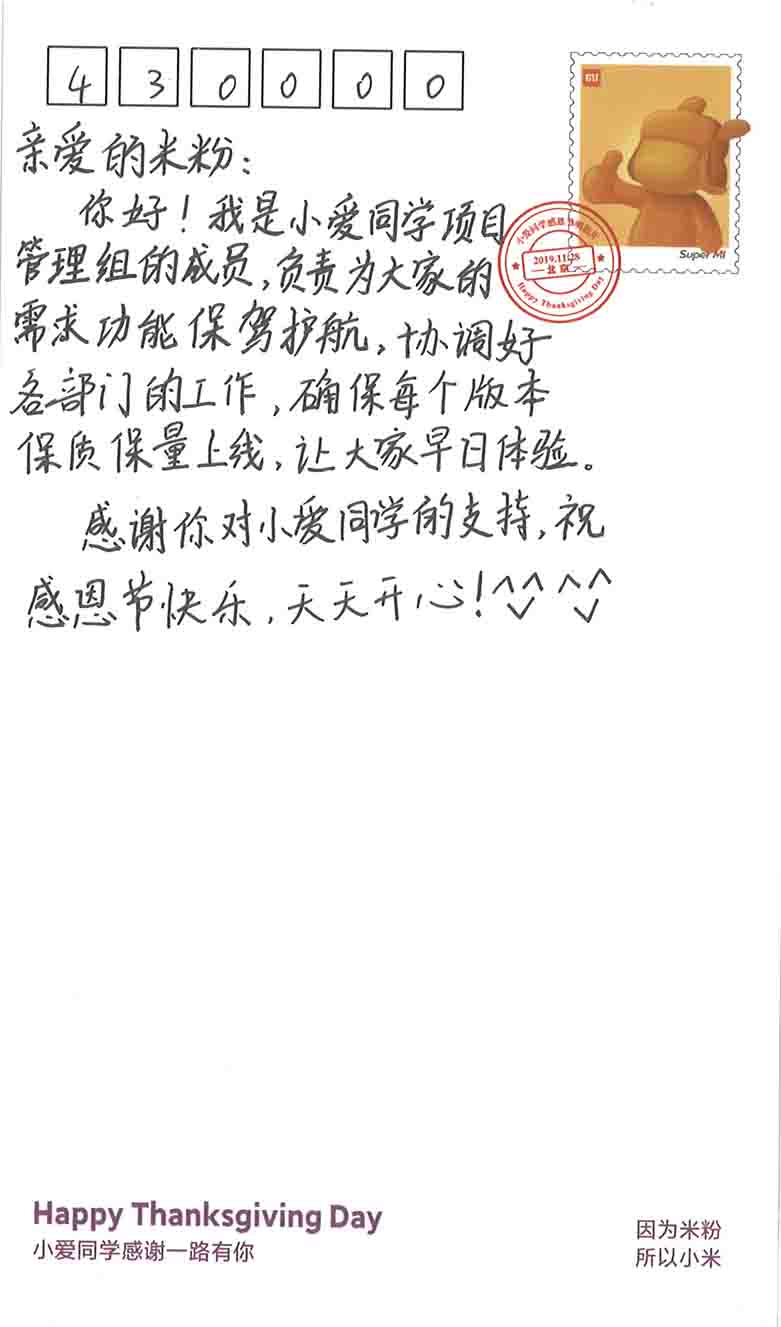 430000
MI
亲爱的米粉：
你好！我是小爱同学项目
管理组的成员，负责为大家的
需求功能保驾护航，协调好
各部门的工作，确保每个版本
保质保量上线，让大家早日体验。
感谢你对小爱同学的支持，祝
感恩节快乐，天天开心！^^ ^^
Super MI
小爱同学感恩节明信片
2019.11.28
北京
Happy Thanksgiving Day
Happy Thanksgiving Day
小爱同学感谢一路有你
因为米粉
所以小米